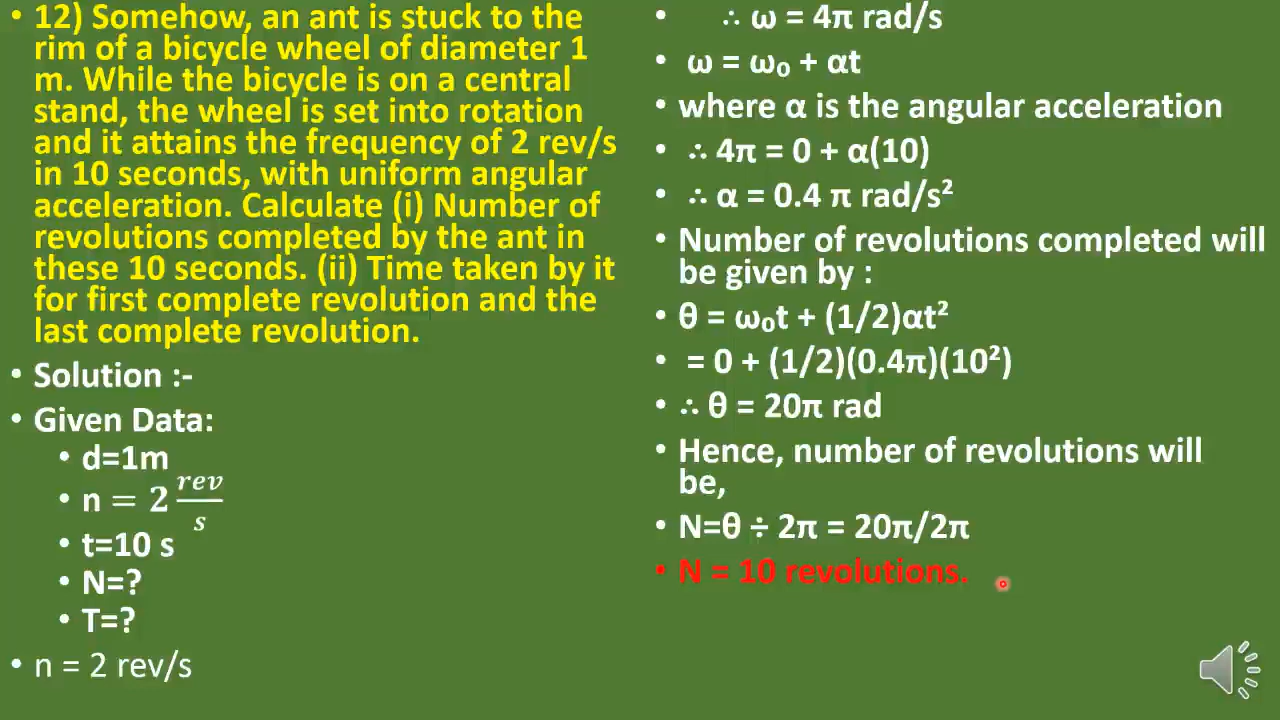 • 12) Somehow, an ant is stuck to the
rim of a bicycle wheel of diameter 1
m. While the bicycle is on a central
stand, the wheel is set into rotation
and it attains the frequency of 2 rev/s
in 10 seconds, with uniform angular
acceleration. Calculate (i) Number of
revolutions completed by the ant in
these 10 seconds. (ii) Time taken by it
for first complete revolution and the
last complete revolution.
• Solution :-
• Given Data:
• d=1m
• n = 2 rev/s
• t=10 s
• N=?
• T=?
• n = 2 rev/s
• ∴ ω = 4π rad/s
• ω = ω₀ + αt
• where α is the angular acceleration
• ∴ 4π = 0 + α(10)
• ∴ α = 0.4 π rad/s²
• Number of revolutions completed will
be given by :
• θ = ω₀t + (1/2)αt²
• = 0 + (1/2)(0.4π)(10²)
• ∴ θ = 20π rad
• Hence, number of revolutions will
be,
• N=θ ÷ 2π = 20π/2π
• N = 10 revolutions.